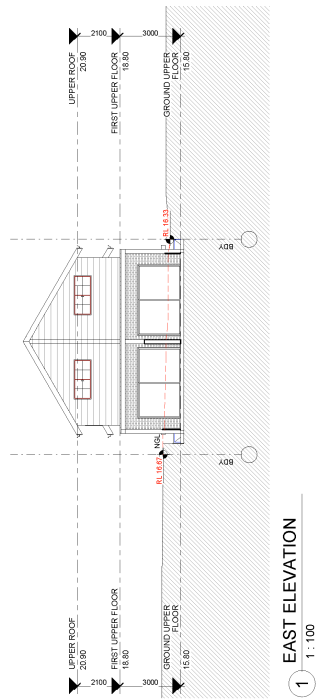 UPPER ROOF
20.90
2100
FIRST UPPER FLOOR
18.80
3000
GROUND UPPER
FLOOR
15.80
UPPER ROOF
20.90
2100
FIRST UPPER FLOOR
18.80
3000
GROUND UPPER
FLOOR
15.80
NGL
RL 16.67
RL 16.33
BDY
BDY
1
EAST ELEVATION
1 : 100